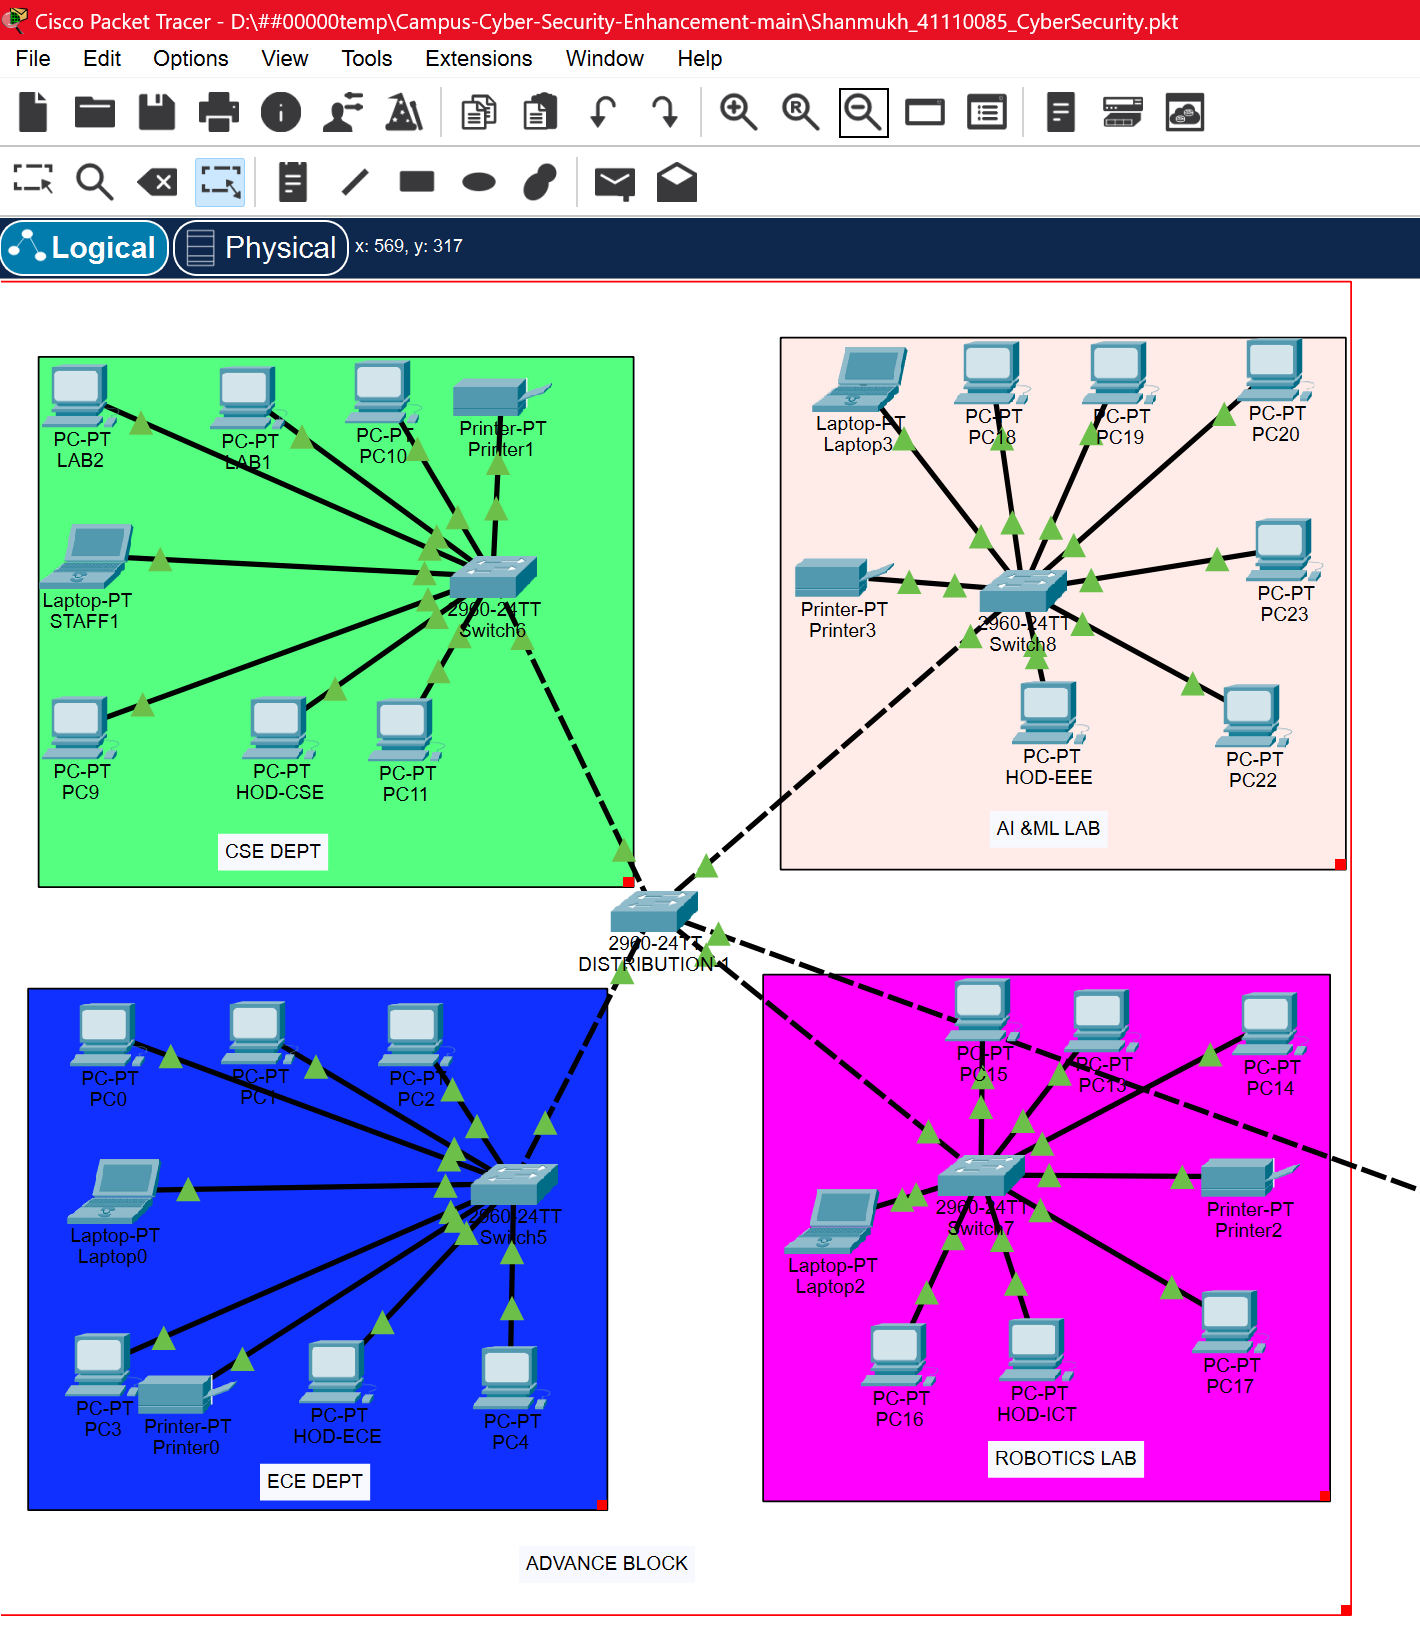 Cisco Packet Tracer - D:\##00000temp\Campus-Cyber-Security-Enhancement-main\Shanmukh_41110085_CyberSecurity.pkt
File Edit Options View Tools Extensions Window Help
Logical Physical x: 569, y: 317
PC-PT
LAB2
PC-PT
LAB1
PC-PT
PC10
Printer-PT
Printer1
Laptop-PT
STAFF1
2960-24TT
Switch6
PC-PT
PC9
PC-PT
HOD-CSE
PC-PT
PC11
CSE DEPT
Laptop-PT
Laptop3
PC-PT
PC18
PC-PT
PC19
PC-PT
PC20
Printer-PT
Printer3
2960-24TT
Switch8
PC-PT
PC23
PC-PT
HOD-EEE
PC-PT
PC22
AI &ML LAB
2960-24TT
DISTRIBUTION-1
PC-PT
PC0
PC-PT
PC1
PC-PT
PC2
Laptop-PT
Laptop0
2960-24TT
Switch5
PC-PT
PC3
Printer-PT
Printer0
PC-PT
HOD-ECE
PC-PT
PC4
ECE DEPT
PC-PT
PC15
PC-PT
PC13
PC-PT
PC14
2960-24TT
Switch7
Printer-PT
Printer2
Laptop-PT
Laptop2
PC-PT
PC16
PC-PT
HOD-ICT
PC-PT
PC17
ROBOTICS LAB
ADVANCE BLOCK